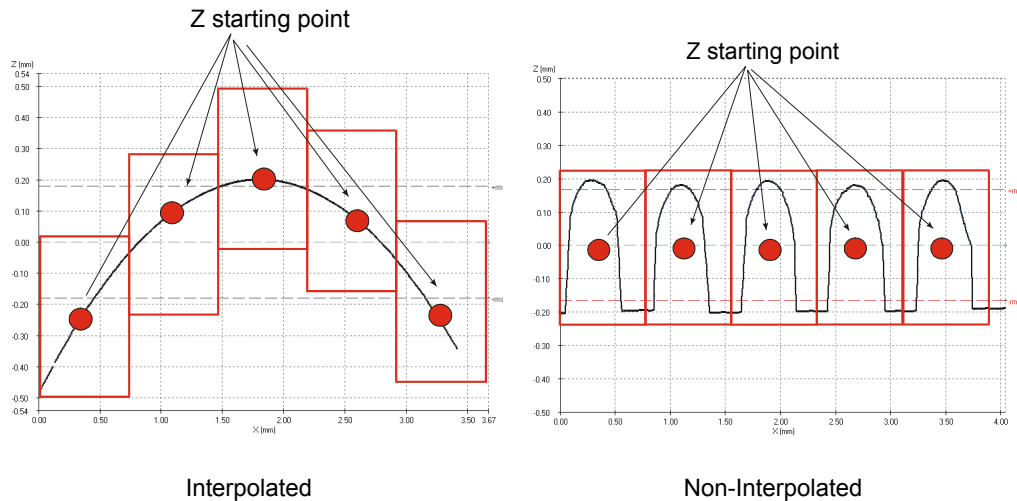 Z starting point
Z [mm]
0.54
0.50
0.40
0.30
0.20
+rm
0.10
0.00
-0.10
-0.20
-rms
-0.30
-0.40
-0.50
-0.54
0.00 0.50 1.00 1.50 2.00 2.50 3.00 3.50 3.67
X [mm]
Interpolated
Z starting point
Z [mm]
0.50
0.40
0.30
0.20
+rm
0.10
0.00
-0.10
-rm
-0.20
-0.30
-0.40
-0.50
0.00 0.50 1.00 1.50 2.00 2.50 3.00 3.50 4.00
X [mm]
Non-Interpolated